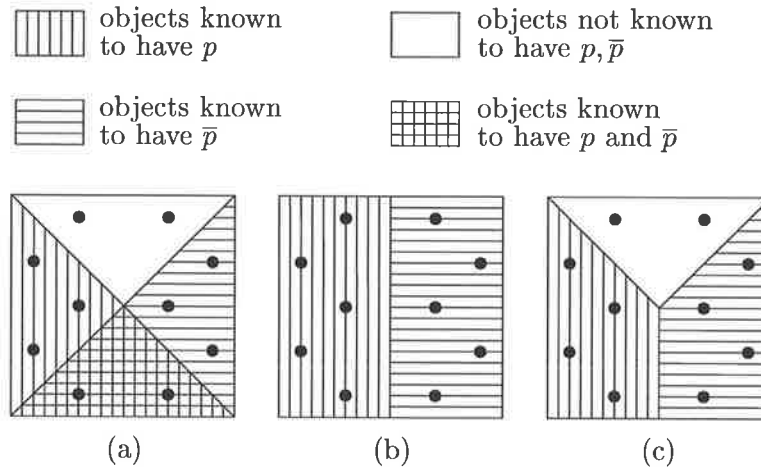 objects known
to have p
objects not known
to have p, p̅
objects known
to have p̅
objects known
to have p and p̅
(a)
(b)
(c)